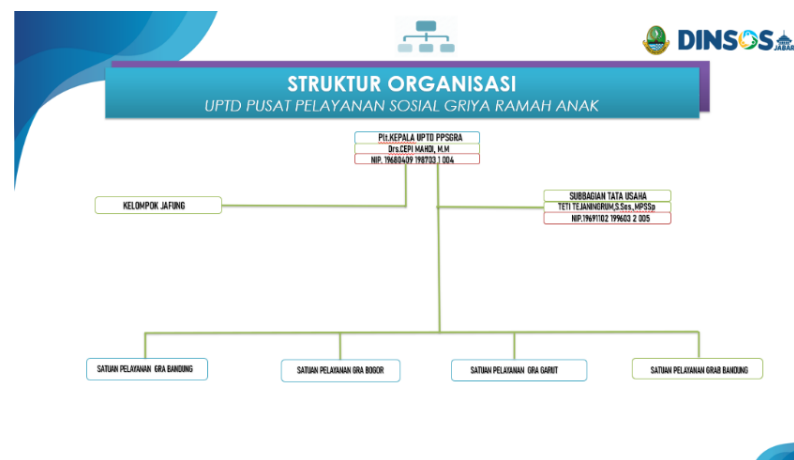 DINSOS
JABAR
STRUKTUR ORGANISASI
UPTD PUSAT PELAYANAN SOSIAL GRIYA RAMAH ANAK
Plt.KEPALA UPTD PPSGRA
Drs.CEPI MAHDI, M.M
NIP. 19680409 198703 1 004
KELOMPOK JAFUNG
SUBBAGIAN TATA USAHA
TETI TEJANINGRUM,S.Sos.,MPSSp
NIP.19691102 199603 2 005
SATUAN PELAYANAN GRA BANDUNG
SATUAN PELAYANAN GRA BOGOR
SATUAN PELAYANAN GRA GARUT
SATUAN PELAYANAN GRAB BANDUNG